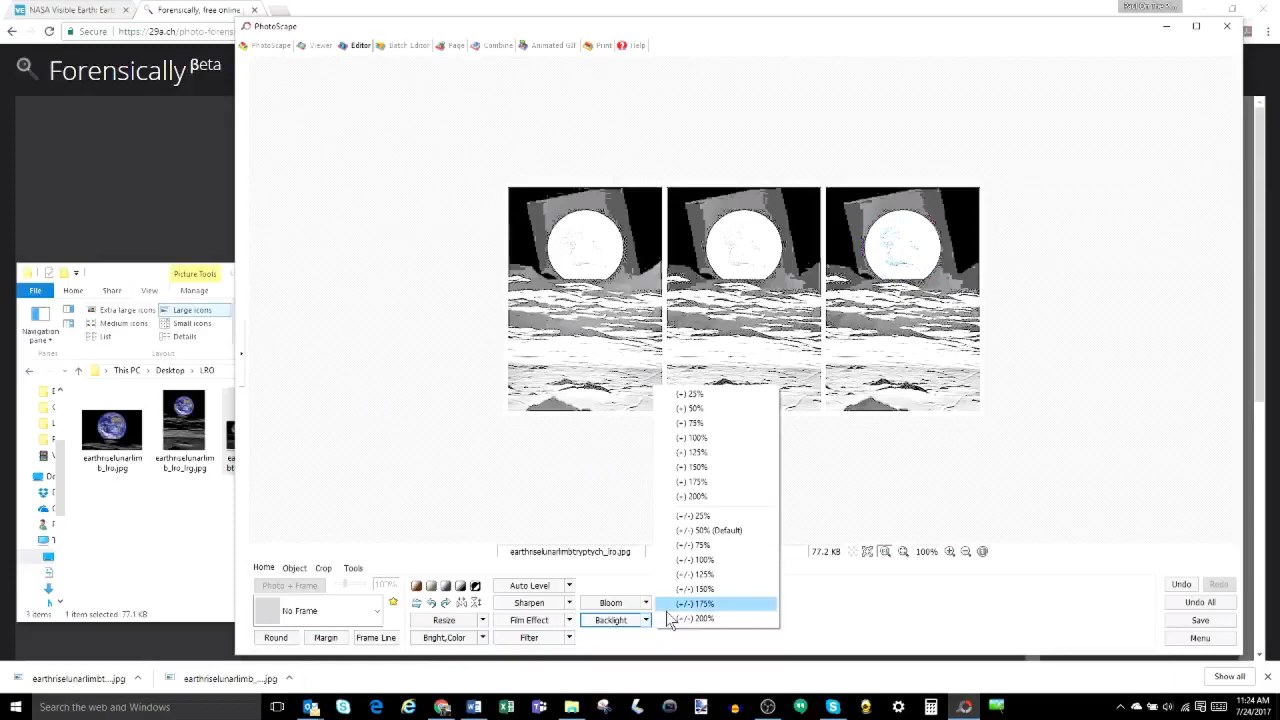 NASA Visible Earth: Earth
Forensically, free online
Secure
https://29a.ch/photo-foren
Forensically
Beta
PhotoScape
PhotoScape Viewer Editor Batch Editor Page Combine Animated GIF Print Help
Picture Tools
File Home Share View Manage
Navigation pane
Extra large icons Large icons
Medium icons Small icons
List Details
Panes Layout
This PC Desktop LRO
earthriselunarlimb_lro.jpg
earthriselunarlimb_lro_lrg.jpg
3 items 1 item selected 77.1 KB
(+) 25%
(+) 50%
(+) 75%
(+) 100%
(+) 125%
(+) 150%
(+) 175%
(+) 200%
(+/-) 25%
(+/-) 50% (Default)
(+/-) 75%
(+/-) 100%
(+/-) 125%
(+/-) 150%
(+/-) 175%
(+/-) 200%
earthriselunarlimbtryptych_lro.jpg
77.2 KB
100%
Home Object Crop Tools
Photo + Frame 100%
No Frame
Round Margin Frame Line
Resize
Bright,Color
Auto Level
Sharpen Bloom
Film Effect Backlight
Filter
Undo Redo
Undo All
Save
Menu
earthriselunarlimbt....jpg
earthriselunarlimb_....jpg
Show all
Search the web and Windows
11:24 AM
7/24/2017